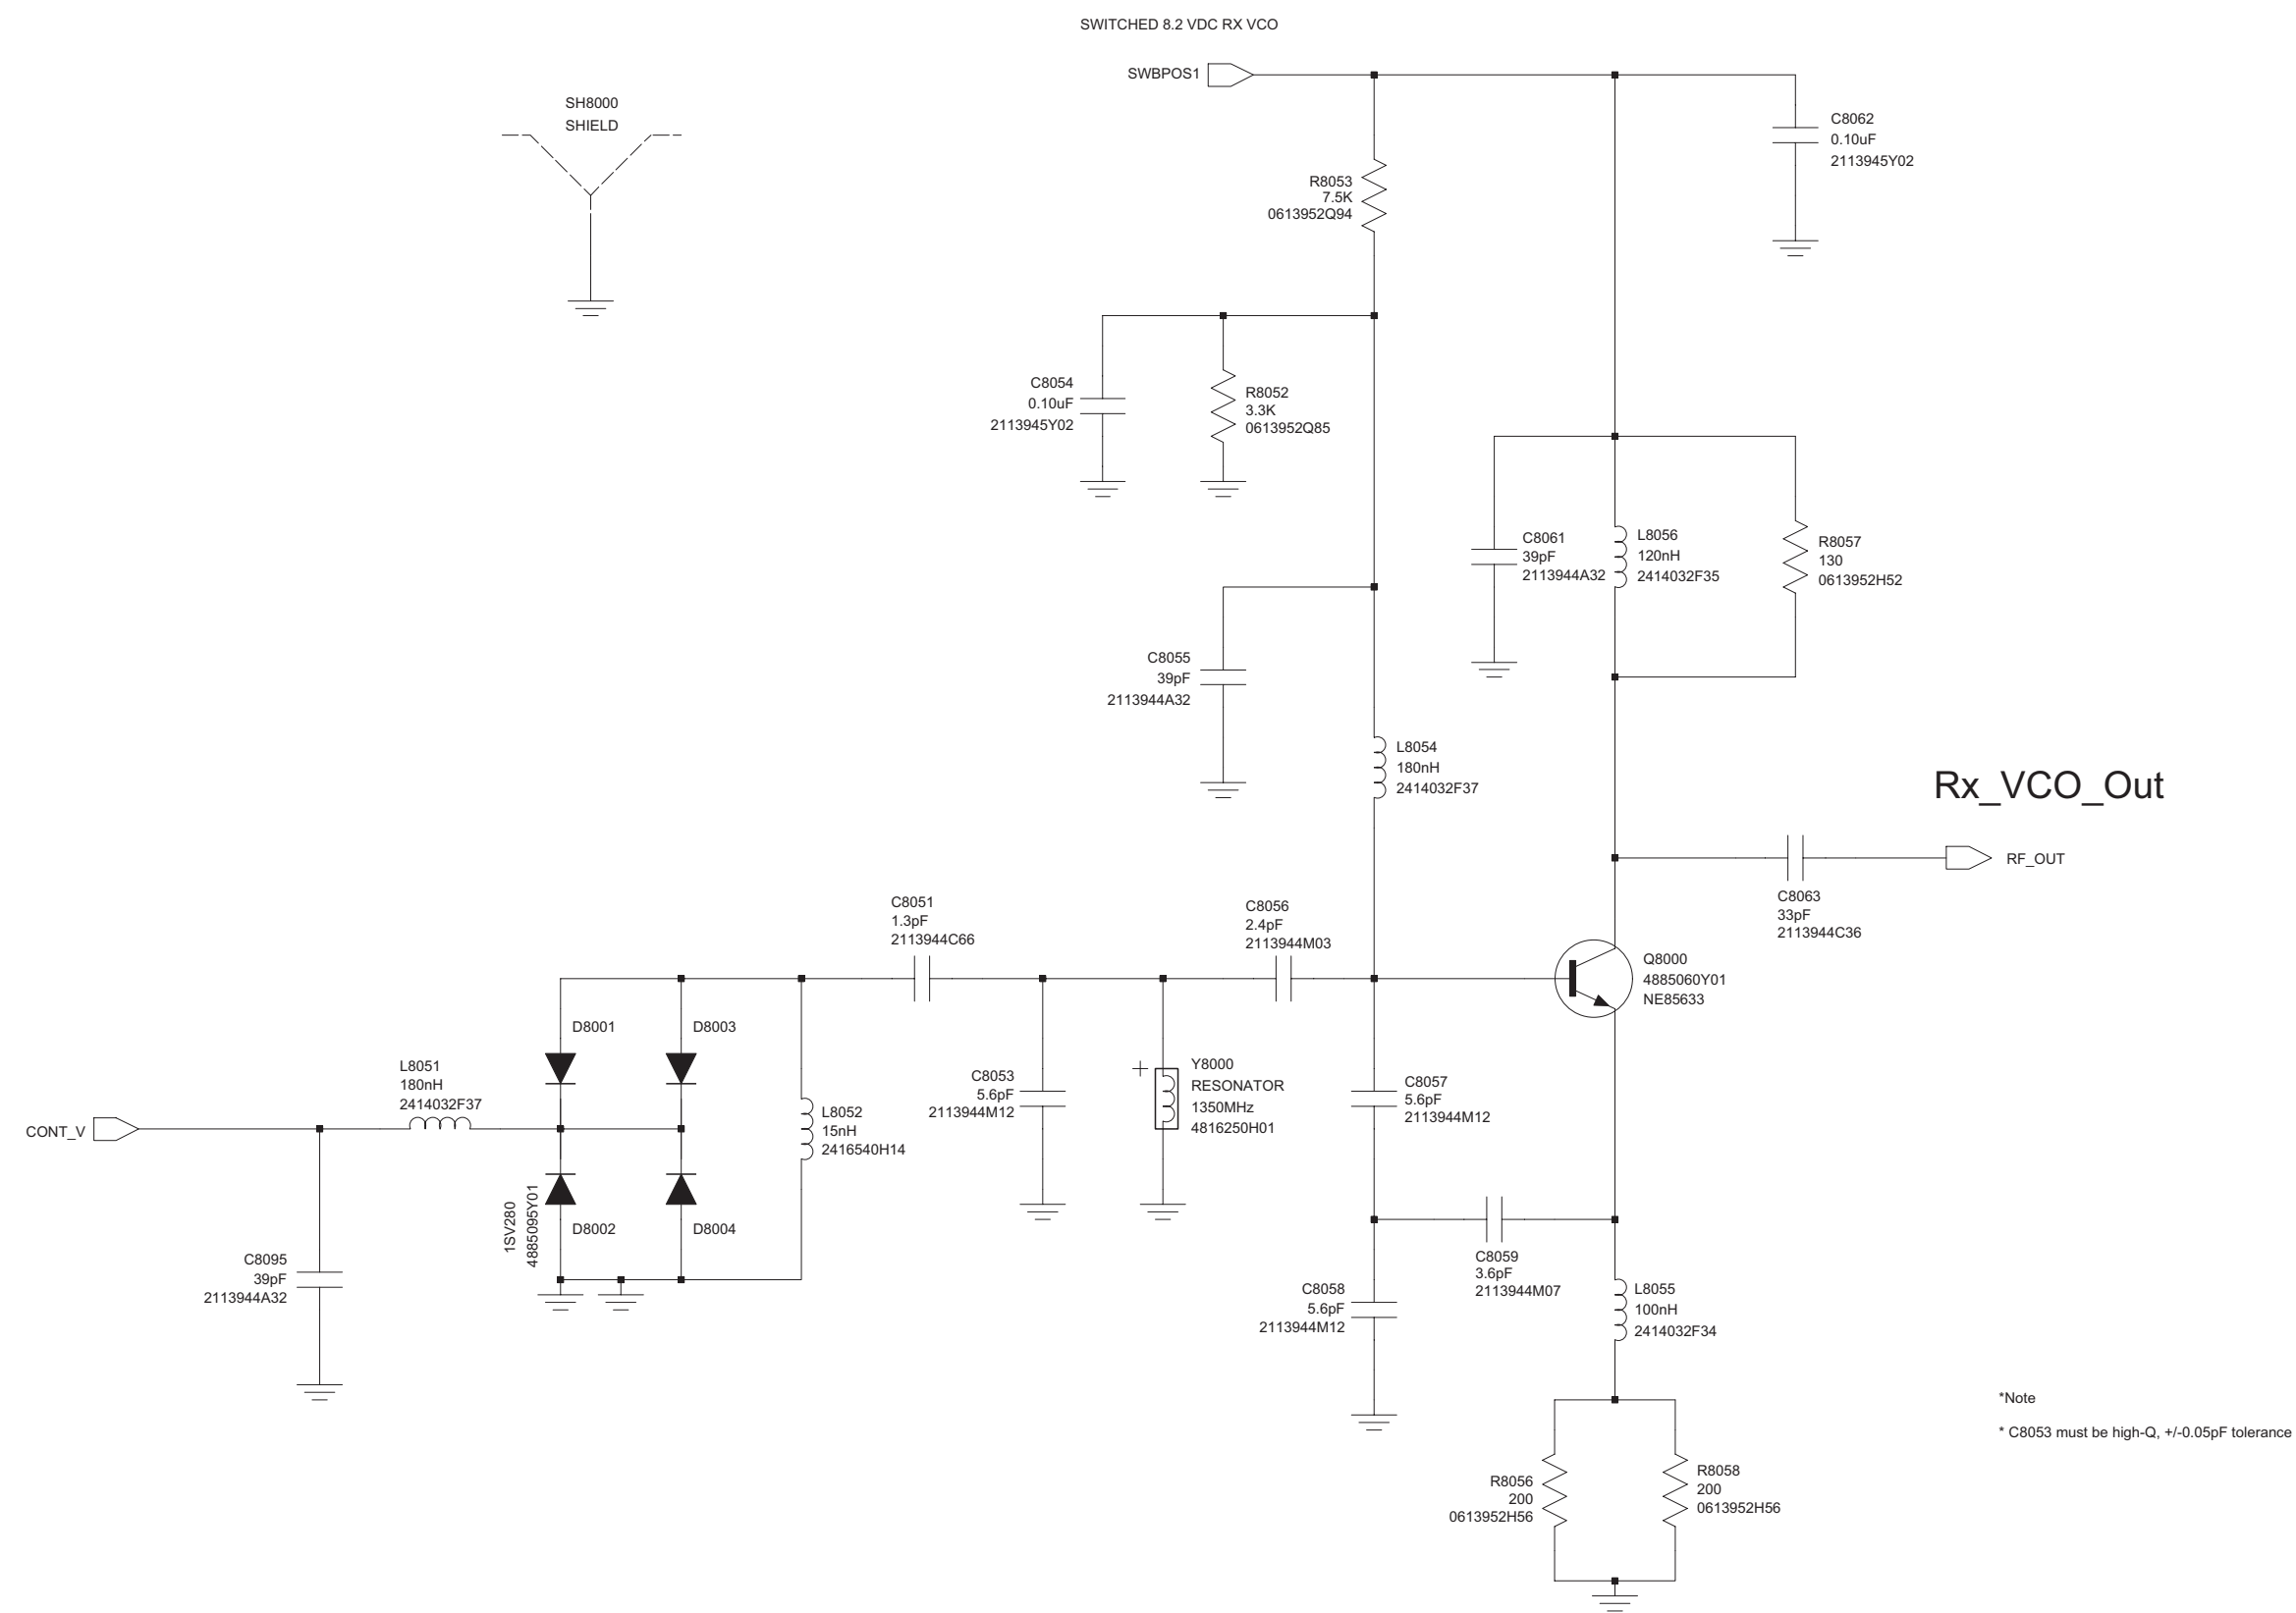 SWITCHED 8.2 VDC RX VCO
SWBPOS1
SH8000
SHIELD
C8062
0.10uF
2113945Y02
R8053
7.5K
0613952Q94
C8054
0.10uF
2113945Y02
R8052
3.3K
0613952Q85
C8061
39pF
2113944A32
L8056
120nH
2414032F35
R8057
130
0613952H52
C8055
39pF
2113944A32
L8054
180nH
2414032F37
Rx_VCO_Out
RF_OUT
C8063
33pF
2113944C36
C8051
1.3pF
2113944C66
C8056
2.4pF
2113944M03
Q8000
4885060Y01
NE85633
D8001
D8003
L8051
180nH
2414032F37
CONT_V
L8052
15nH
2416540H14
C8053
5.6pF
2113944M12
+
Y8000
RESONATOR
1350MHz
4816250H01
C8057
5.6pF
2113944M12
1SV280
4885095Y01
D8002
D8004
C8095
39pF
2113944A32
C8059
3.6pF
2113944M07
C8058
5.6pF
2113944M12
L8055
100nH
2414032F34
*Note
* C8053 must be high-Q, +/-0.05pF tolerance
R8056
200
0613952H56
R8058
200
0613952H56